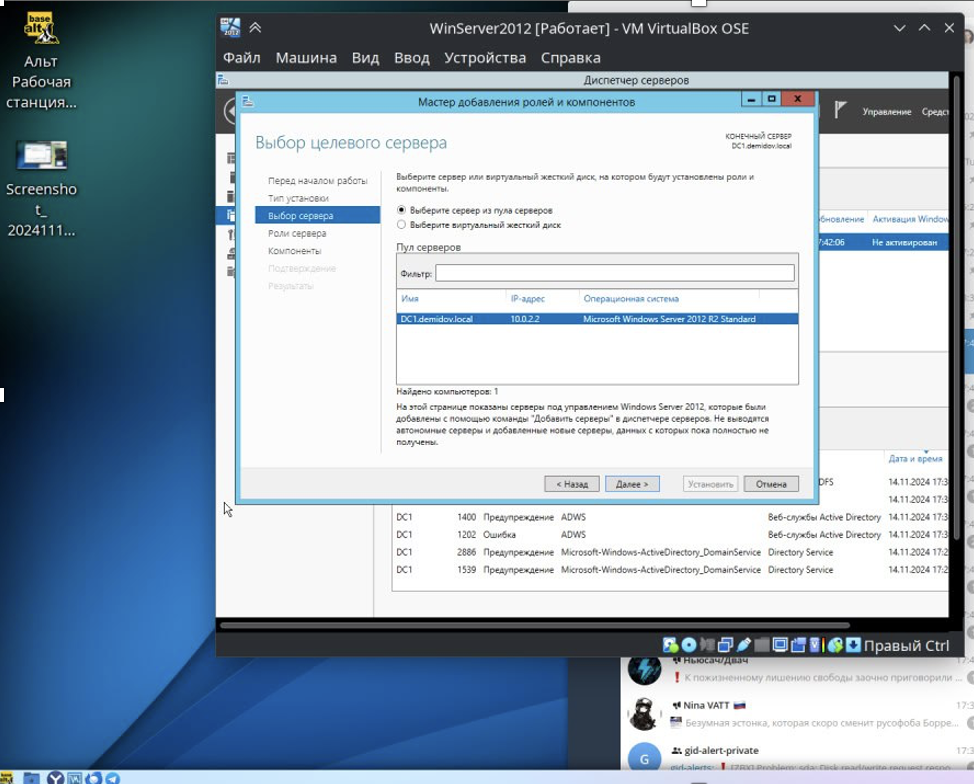 base
alt
Альт
Рабочая
станция...
Screensho
t_
2024111...
2012
WinServer2012 [Работает] - VM VirtualBox OSE
Файл Машина Вид Ввод Устройства Справка
Диспетчер серверов
Мастер добавления ролей и компонентов
Управление Средст
Выбор целевого сервера
КОНЕЧНЫЙ СЕРВЕР
DC1.demidov.local
Перед началом работы
Тип установки
Выбор сервера
Роли сервера
Компоненты
Подтверждение
Результаты
Выберите сервер или виртуальный жесткий диск, на котором будут установлены роли и
компоненты.
Выберите сервер из пула серверов
Выберите виртуальный жесткий диск
Пул серверов
Фильтр:
Имя IP-адрес Операционная система
DC1.demidov.local 10.0.2.2 Microsoft Windows Server 2012 R2 Standard
Найдено компьютеров: 1
На этой странице показаны серверы под управлением Windows Server 2012, которые были
добавлены с помощью команды "Добавить серверы" в диспетчере серверов. Не выводятся
автономные серверы и добавленные новые серверы, данных с которых пока полностью не
получены.
< Назад Далее > Установить Отмена
бновление Активация Window
7:42:06 Не активирован
Дата и время
DFS 14.11.2024 17:3
14.11.2024 17:3
DC1 1400 Предупреждение ADWS Веб-службы Active Directory 14.11.2024 17:3
DC1 1202 Ошибка ADWS Веб-службы Active Directory 14.11.2024 17:3
DC1 2886 Предупреждение Microsoft-Windows-ActiveDirectory_DomainService Directory Service 14.11.2024 17:2
DC1 1539 Предупреждение Microsoft-Windows-ActiveDirectory_DomainService Directory Service 14.11.2024 17:2
Правый Ctrl
Ньюсач/Двач 17:4
К пожизненному лишению свободы заочно приговорили ...
Nina VATT 17:3
Безумная эстонка, которая скоро сменит русофоба Борре...
G
gid-alert-private 17:3
gid-alerts: [ZBX] Problem: sda: Disk read/write request respo